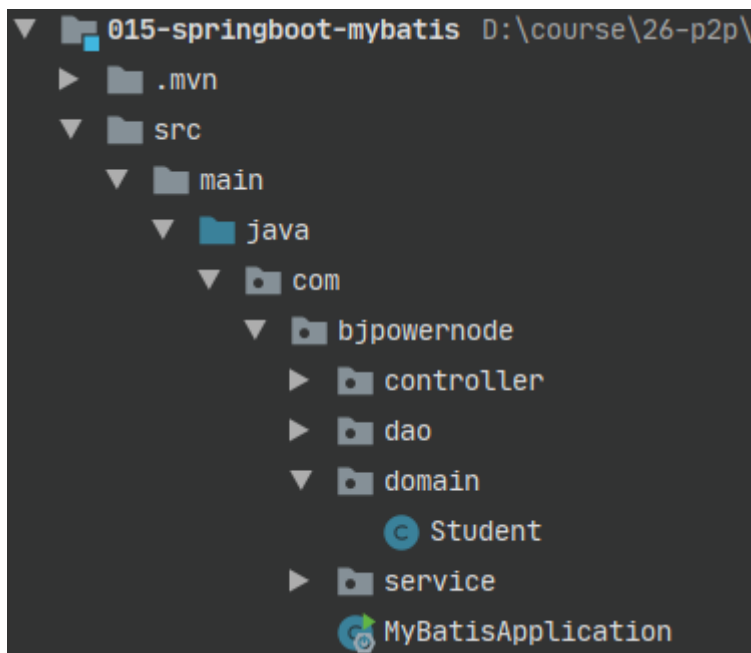 015-springboot-mybatis D:\course\26-p2p\
.mvn
src
main
java
com
bjpowernode
controller
dao
domain
C Student
service
MyBatisApplication